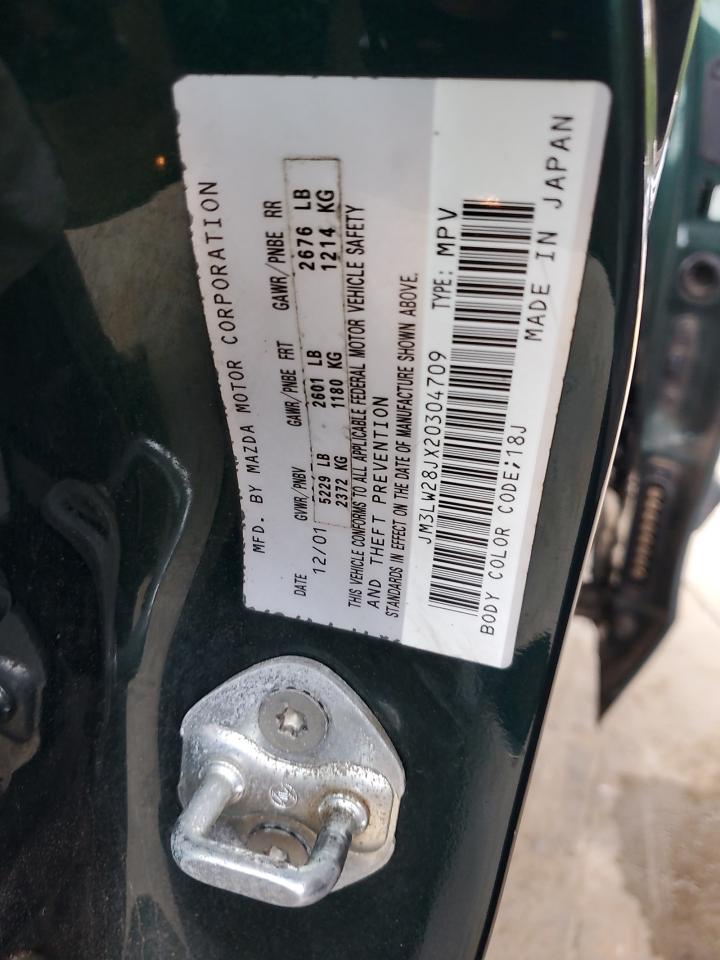 MFD. BY MAZDA MOTOR CORPORATION
DATE GVWR/PNBV GAWR/PNBE FRT GAWR/PNBE RR
12/01 5229 LB 2601 LB 2676 LB
2372 KG 1180 KG 1214 KG
THIS VEHICLE CONFORMS TO ALL APPLICABLE FEDERAL MOTOR VEHICLE SAFETY
AND THEFT PREVENTION
STANDARDS IN EFFECT ON THE DATE OF MANUFACTURE SHOWN ABOVE.
JM3LW28JX20304709 TYPE: MPV
BODY COLOR CODE;18J MADE IN JAPAN